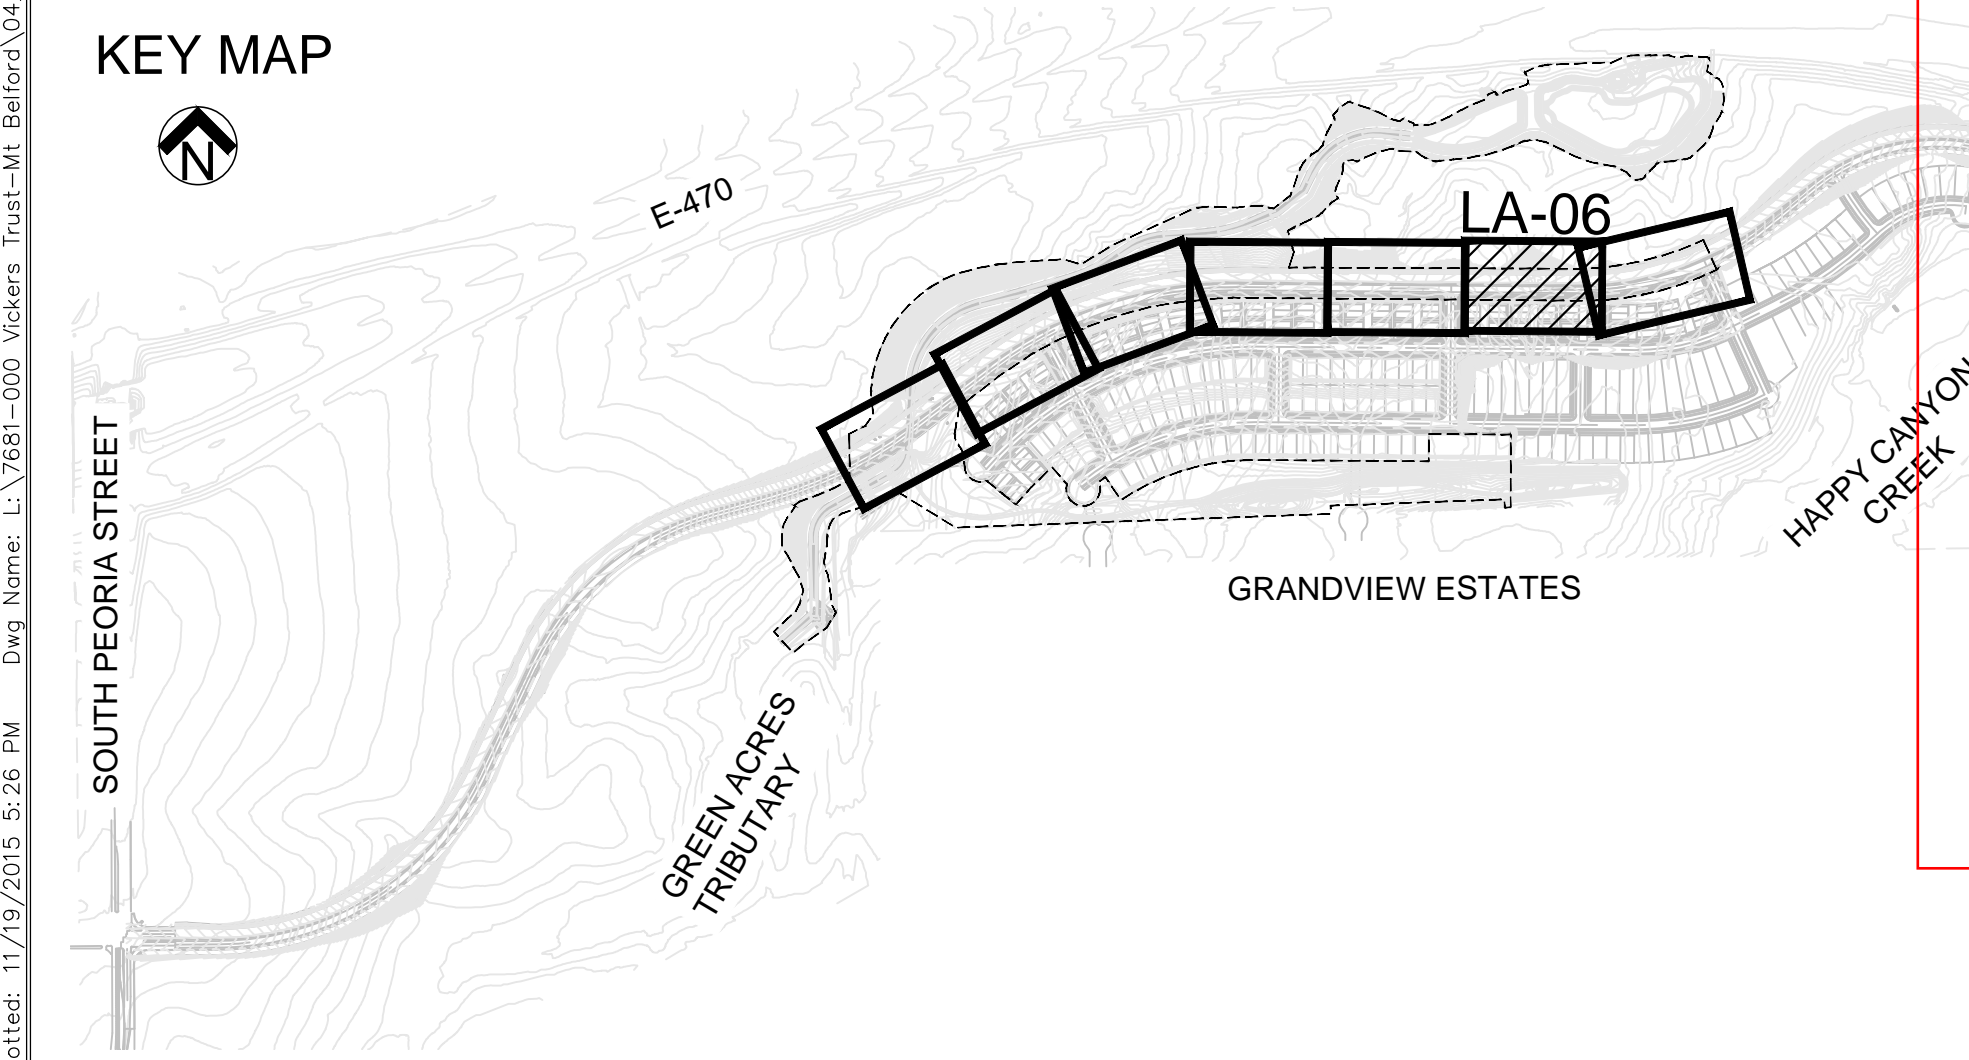 KEY MAP
N
E-470
LA-06
SOUTH PEORIA STREET
HAPPY CANYON
CREEK
GRANDVIEW ESTATES
GREEN ACRES
TRIBUTARY
otted: 11/19/2015 5:26 PM Dwg Name: L:\7681-000 Vickers Trust-Mt Belford\04